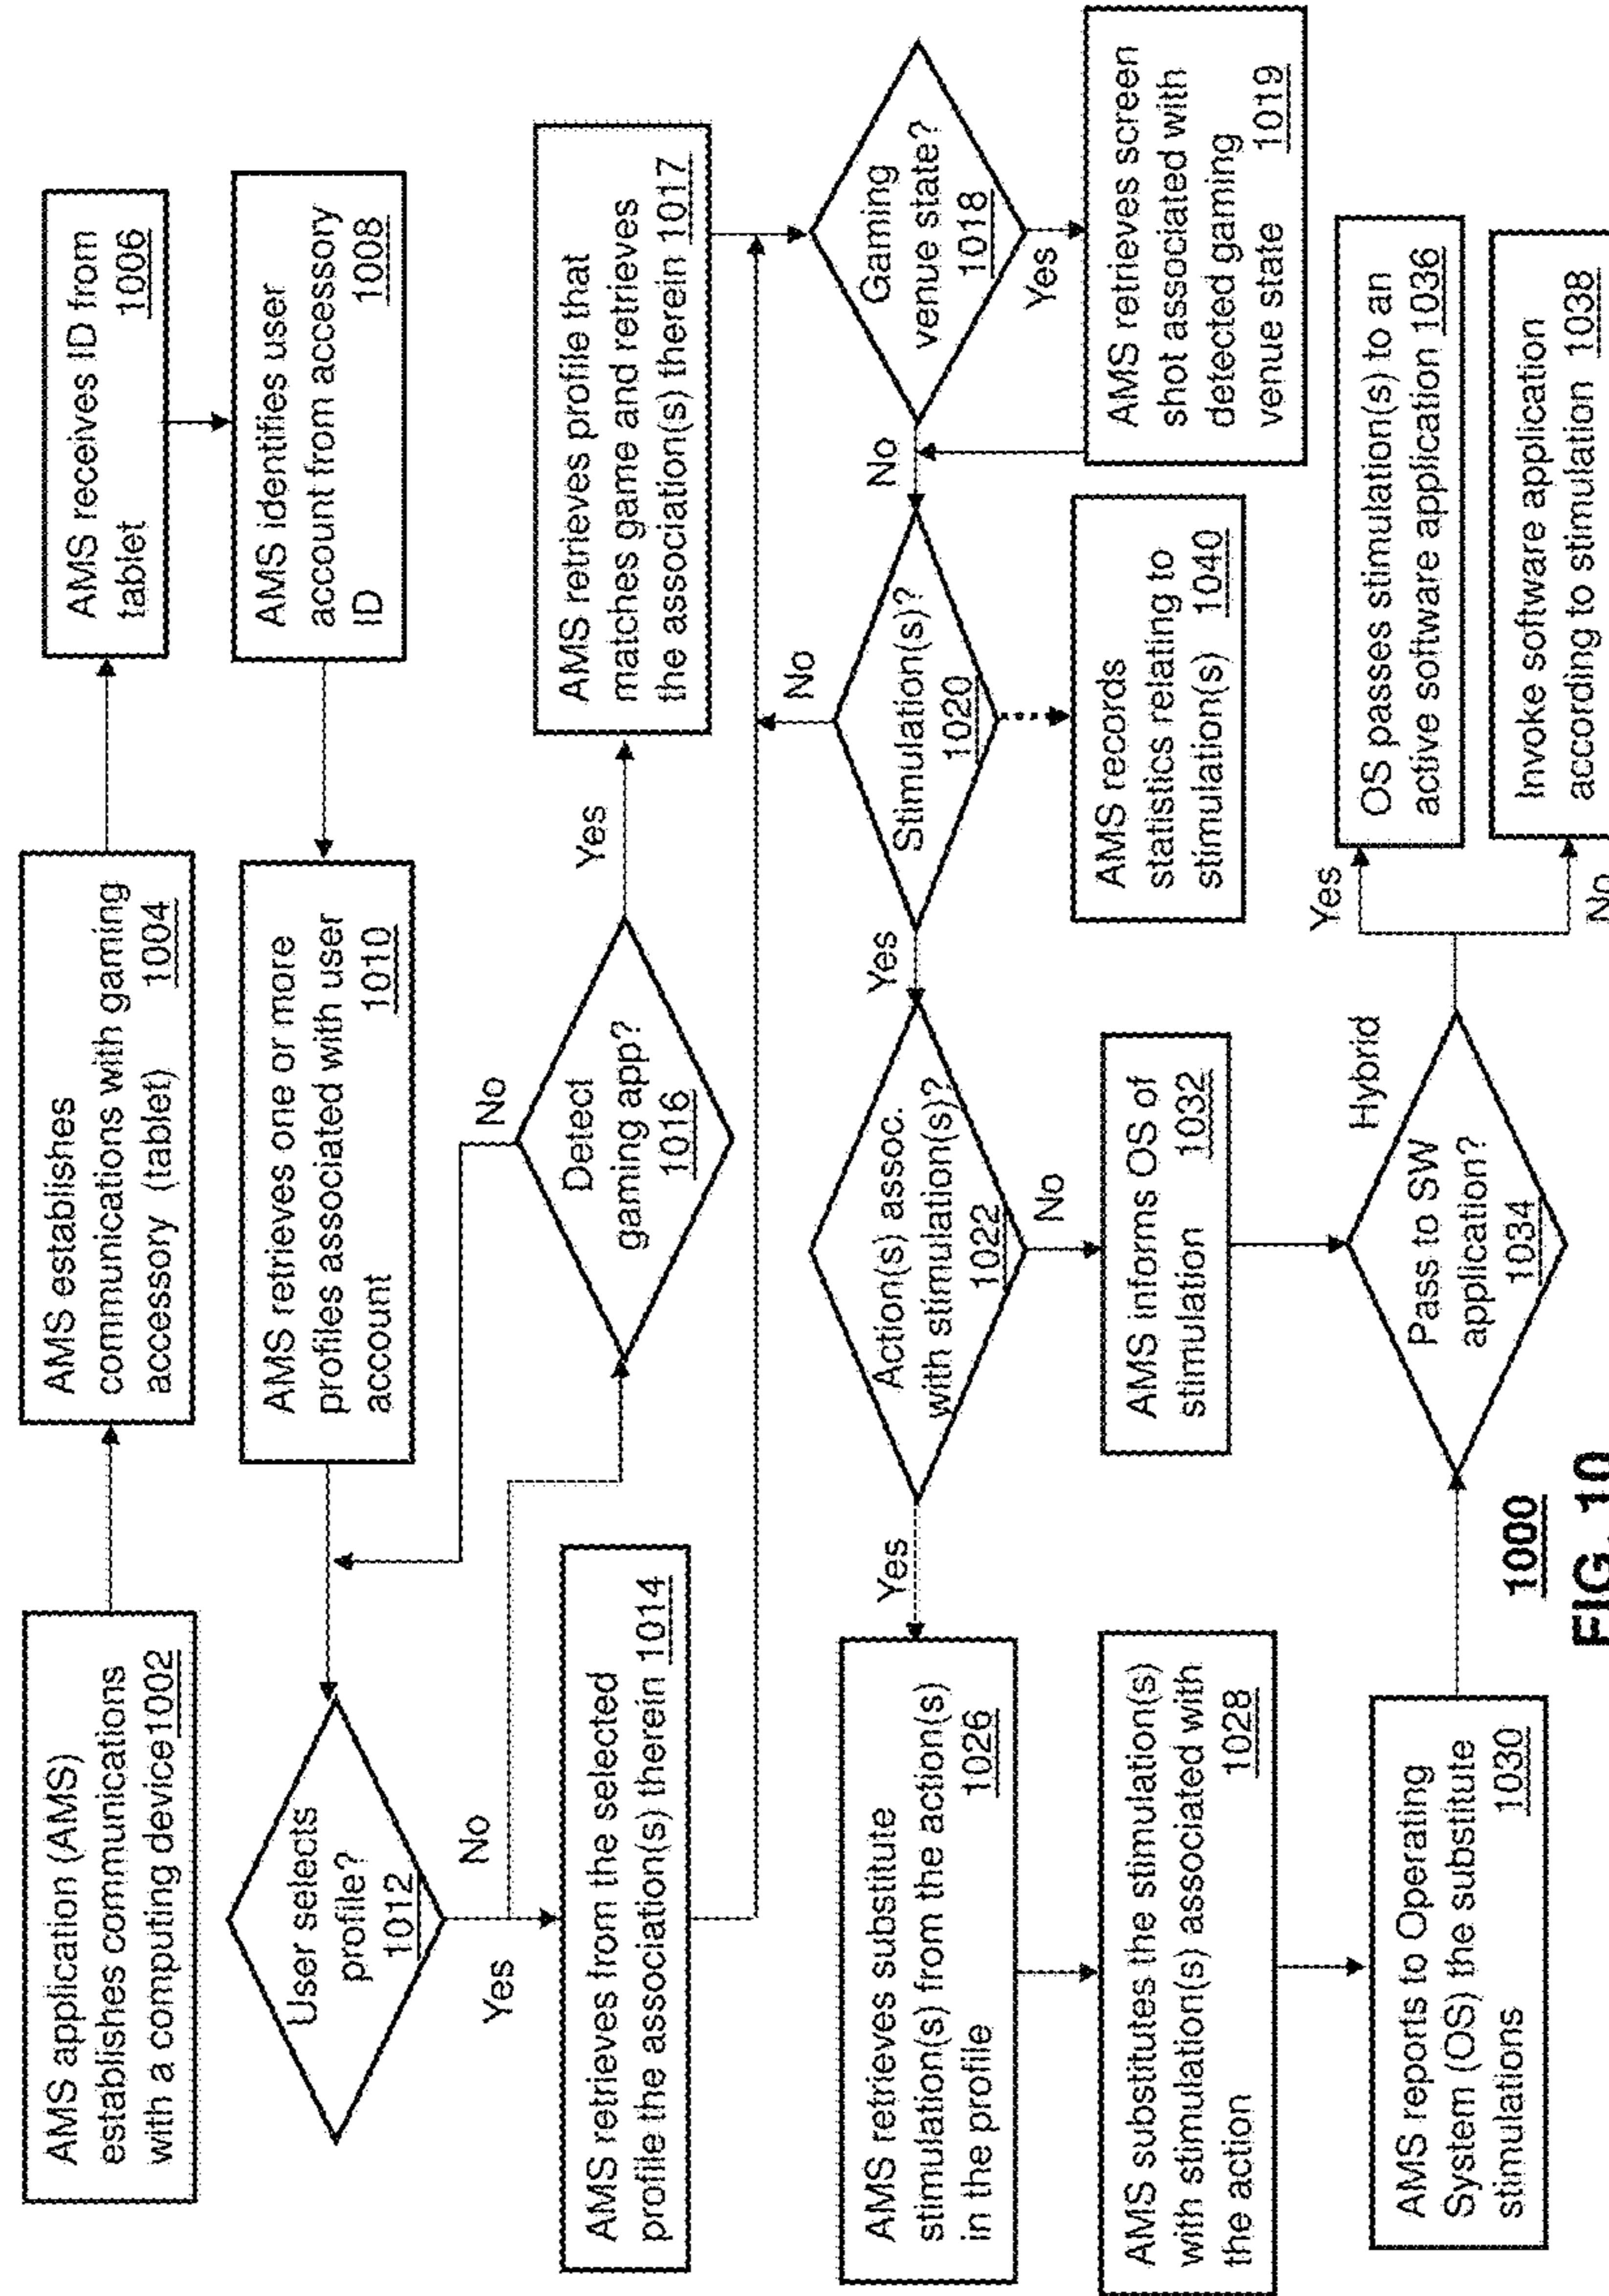 AMS application (AMS)
establishes communications
with a computing device 1002
AMS establishes
communications with gaming
accessory (tablet) 1004
AMS receives ID from
tablet 1006
AMS identifies user
account from accessory
ID 1008
AMS retrieves one or more
profiles associated with user
account 1010
User selects
profile?
1012
No
Yes
AMS retrieves from the selected
profile the association(s) therein 1014
Detect
gaming app?
1016
No
Yes
AMS retrieves profile that
matches game and retrieves
the association(s) therein 1017
Gaming
venue state?
1018
No
Yes
AMS retrieves screen
shot associated with
detected gaming
venue state 1019
Stimulation(s)?
1020
No
Yes
AMS records
statistics relating to
stimulation(s) 1040
Action(s) assoc.
with stimulation(s)?
1022
Yes
No
AMS retrieves substitute
stimulation(s) from the action(s)
in the profile 1026
AMS substitutes the stimulation(s)
with stimulation(s) associated with
the action 1028
AMS reports to Operating
System (OS) the substitute
stimulations 1030
AMS informs OS of
stimulation 1032
Pass to SW
application?
1034
Hybrid
Yes
No
OS passes stimulation(s) to an
active software application 1036
Invoke software application
according to stimulation 1038
1000
FIG. 10